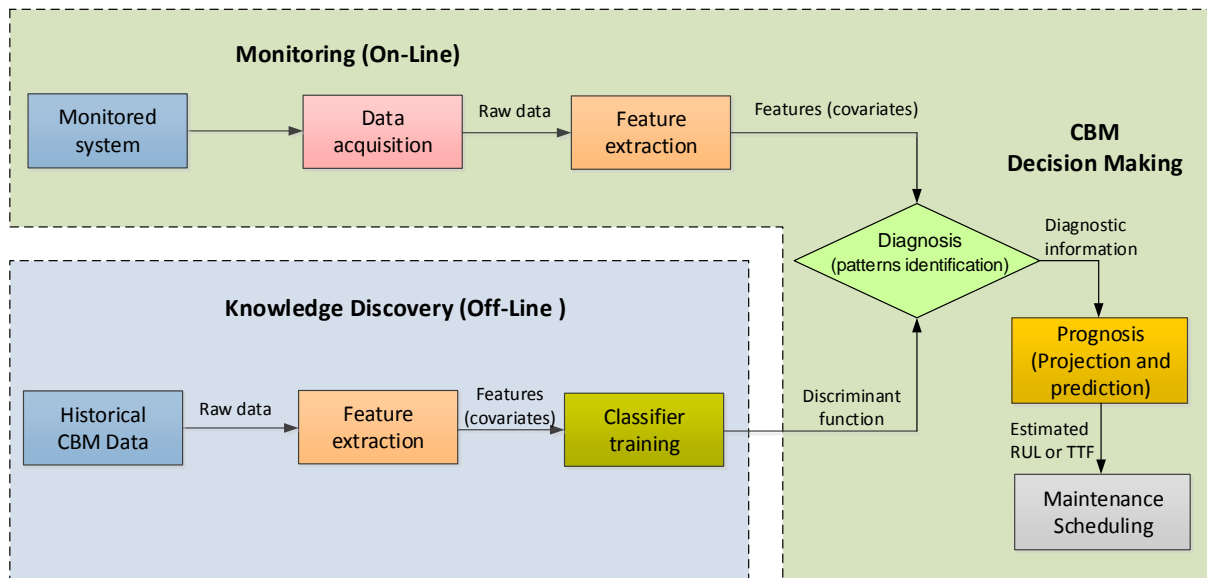 Monitoring (On-Line)
Monitored
system
Data
acquisition
Raw data
Feature
extraction
Features (covariates)
CBM
Decision Making
Diagnosis
(patterns identification)
Diagnostic
information
Knowledge Discovery (Off-Line )
Historical
CBM Data
Raw data
Feature
extraction
Features
(covariates)
Classifier
training
Discriminant
function
Prognosis
(Projection and
prediction)
Estimated
RUL or TTF
Maintenance
Scheduling